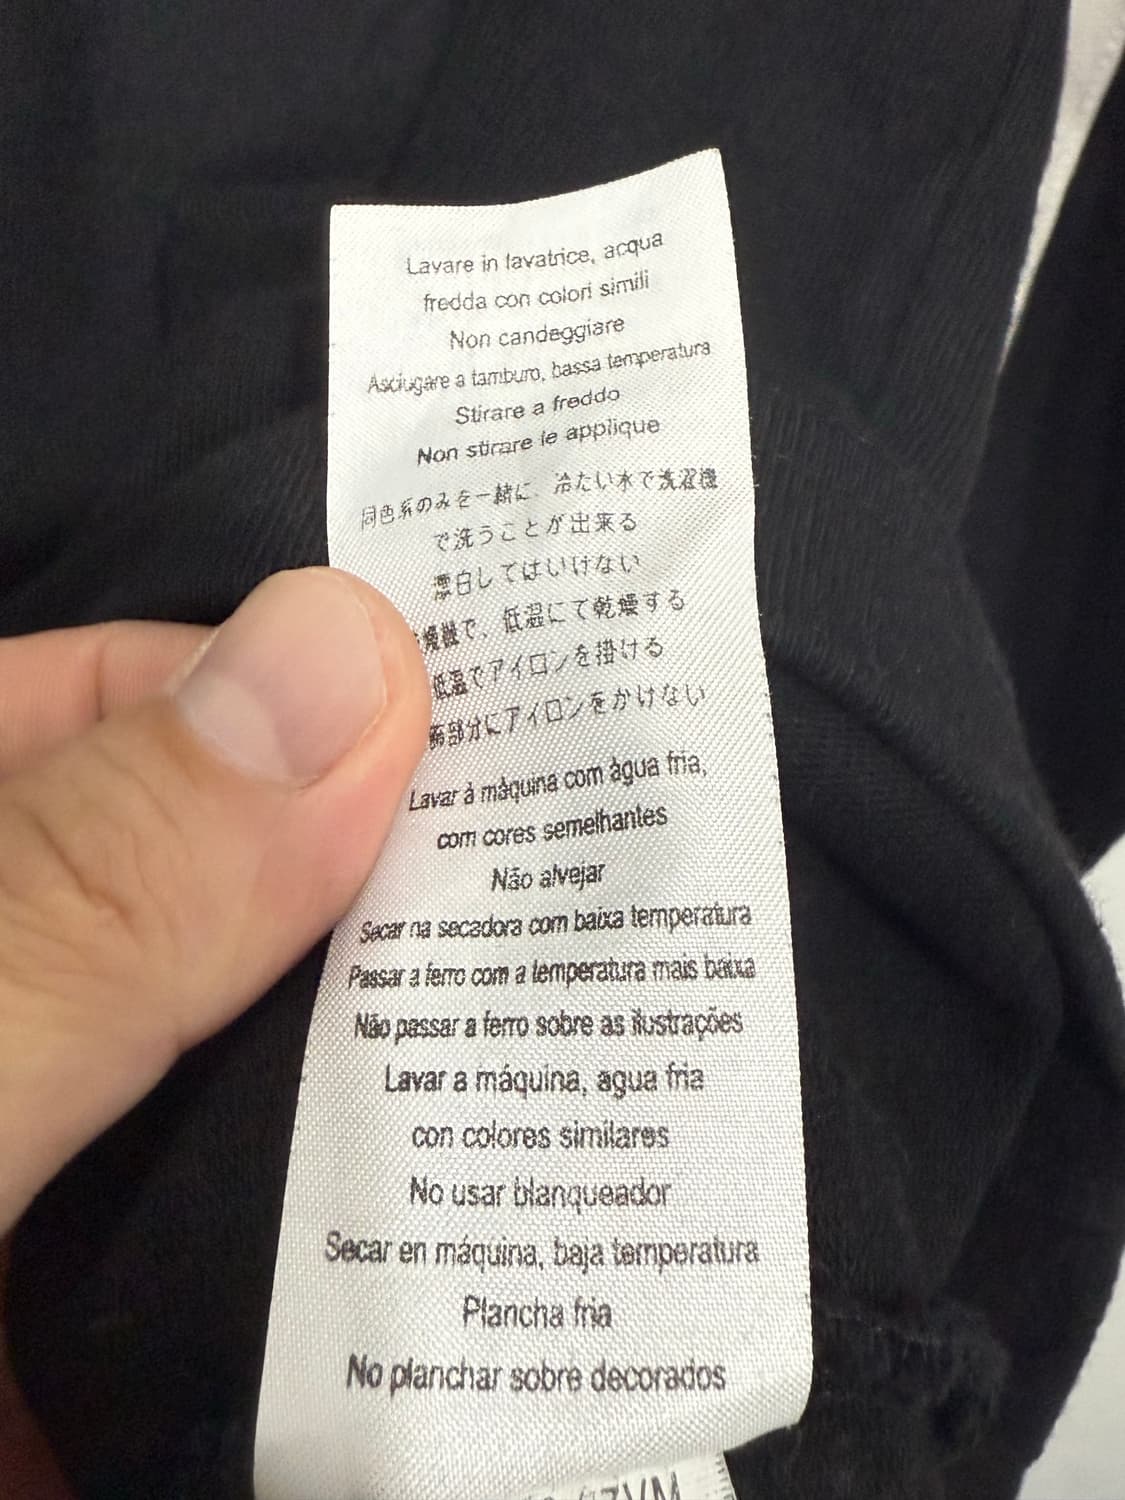 Lavare in lavatrice, acqua
fredda con colori simili
Non candeggiare
Asciugare a tamburo, bassa temperatura
Stirare a freddo
Non stirare le applique
同色系のみを一緒に、冷たい水で洗濯機
で洗うことが出来る
漂白してはいけない
燥機で、低温にて乾燥する
低温でアイロンを掛ける
飾部分にアイロンをかけない
Lavar à màquina com àgua fria,
com cores semelhantes
Não alvejar
Secar na secadora com baixa temperatura
Passar a ferro com a temperatura mais baixa
Não passar a ferro sobre as ilustrações
Lavar a máquina, agua fria
con colores similares
No usar blanqueador
Secar en máquina, baja temperatura
Plancha fria
No planchar sobre decorados